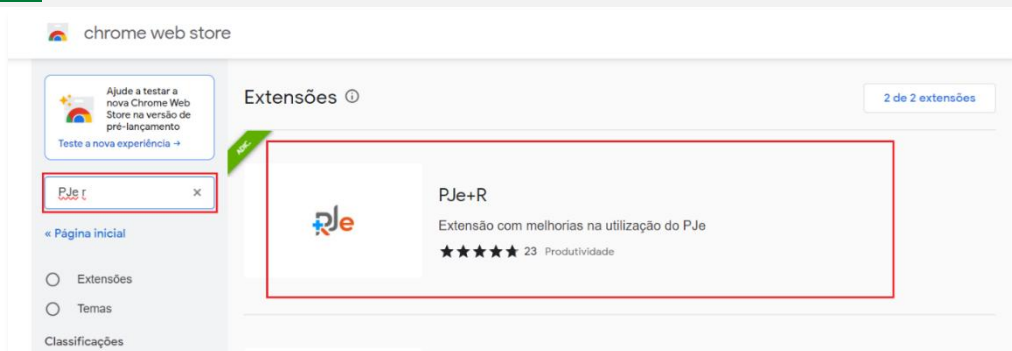 chrome web store
Ajude a testar a
nova Chrome Web
Store na versão de
pré-lançamento
Teste a nova experiência →
PJe r ×
« Página inicial
Extensões
Temas
Classificações
Extensões
2 de 2 extensões
PJe
PJe+R
Extensão com melhorias na utilização do PJe
23 Produtividade